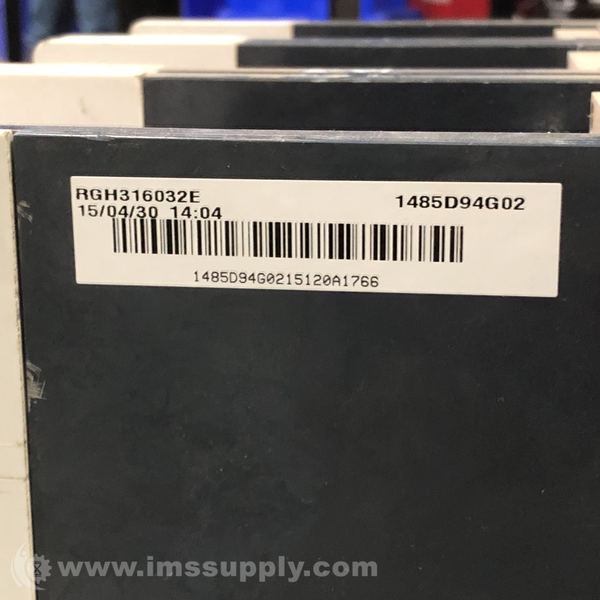 RGH316032E 1485D94G02
15/04/30 14:04
1485D94G0215120A1766
www.imssupply.com